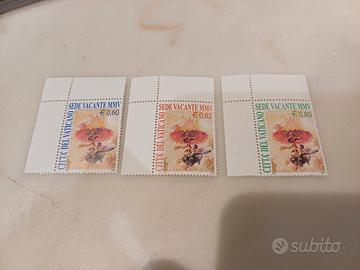 SEDE VACANTE MMV
€ 0,60
CITTÀ DEL VATICANO
SEDE VACANTE MMV
€ 0,62
CITTÀ DEL VATICANO
SEDE VACANTE MMV
€ 0,80
CITTÀ DEL VATICANO
subito